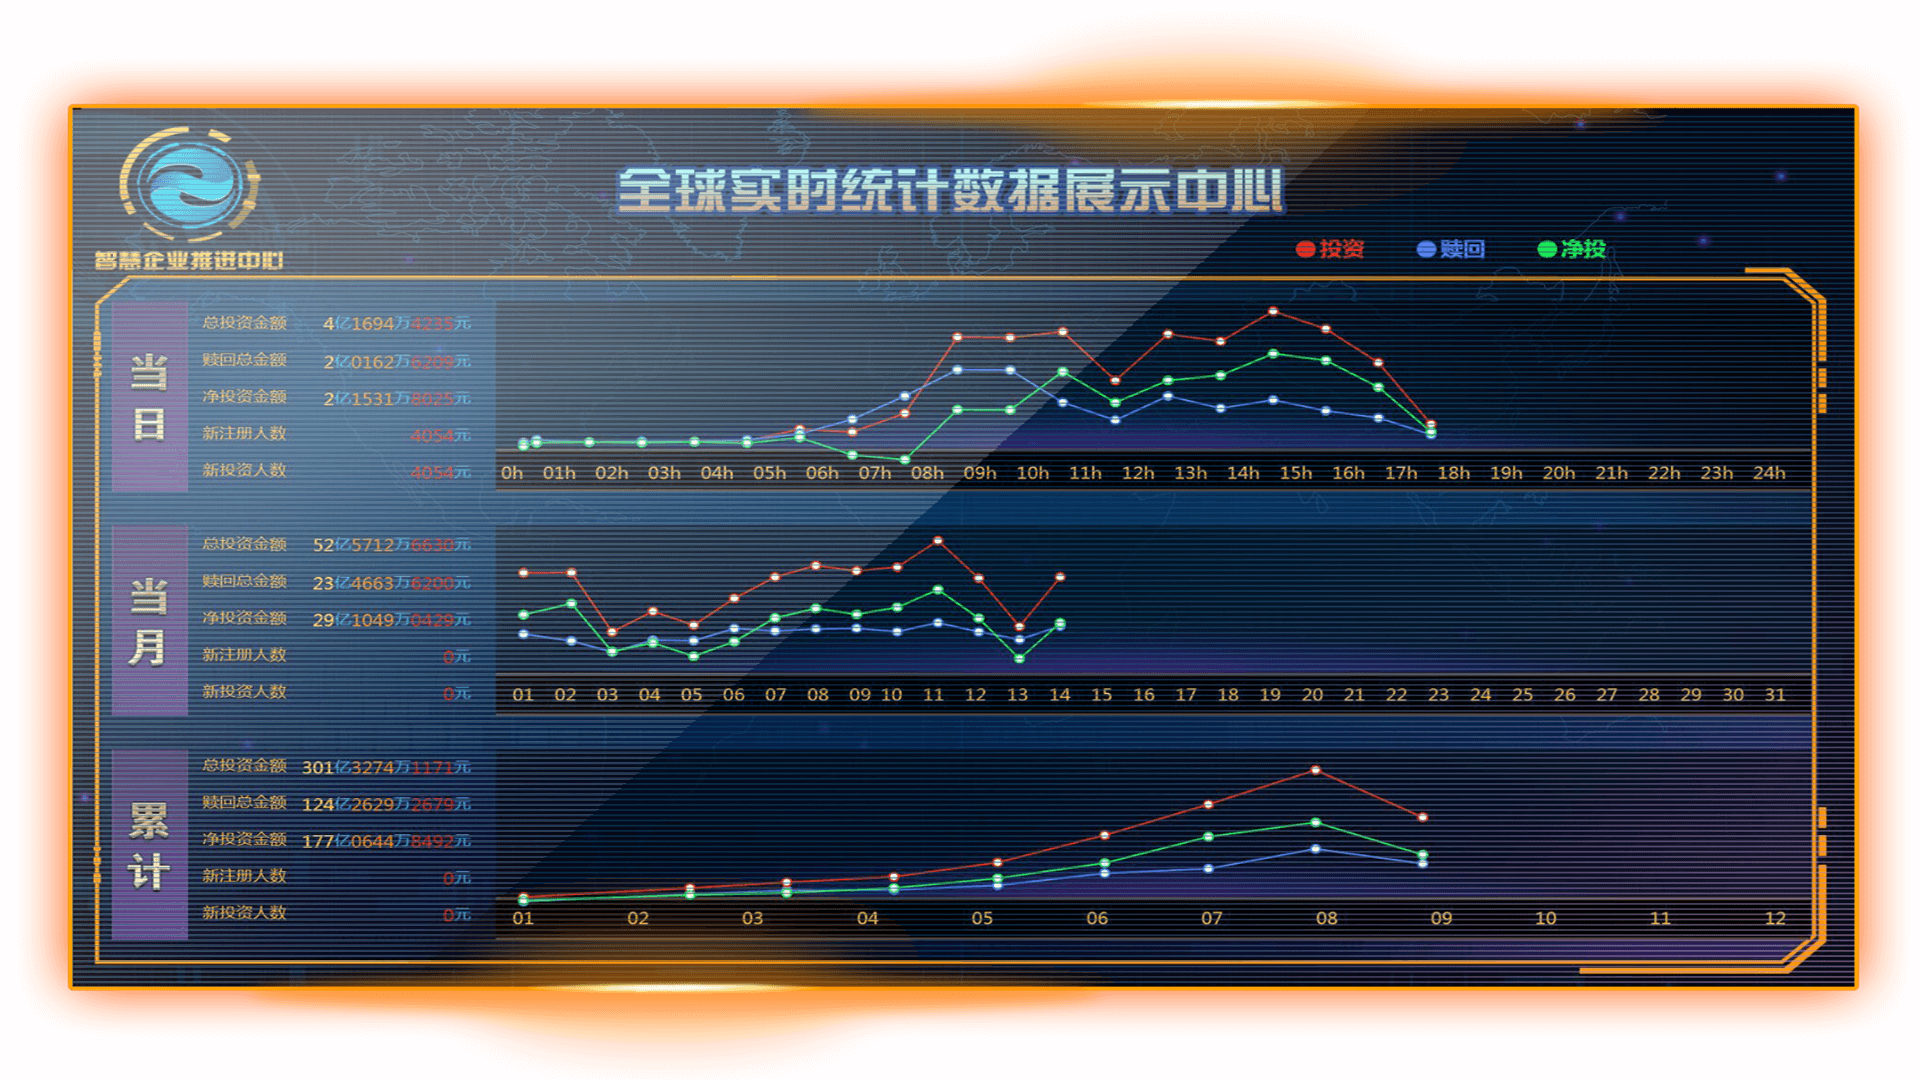 全球实时统计数据展示中心
智慧企业推进中心
投资 赎回 净投
当日
总投资金额 4亿1694万4235元
赎回总金额 2亿0162万6209元
净投资金额 2亿1531万8025元
新注册人数 4054元
新投资人数 4054元
0h 01h 02h 03h 04h 05h 06h 07h 08h 09h 10h 11h 12h 13h 14h 15h 16h 17h 18h 19h 20h 21h 22h 23h 24h
当月
总投资金额 52亿5712万6630元
赎回总金额 23亿4663万6200元
净投资金额 29亿1049万0429元
新注册人数 0元
新投资人数 0元
01 02 03 04 05 06 07 08 09 10 11 12 13 14 15 16 17 18 19 20 21 22 23 24 25 26 27 28 29 30 31
累计
总投资金额 301亿3274万1171元
赎回总金额 124亿2629万2679元
净投资金额 177亿0644万8492元
新注册人数 0元
新投资人数 0元
01 02 03 04 05 06 07 08 09 10 11 12